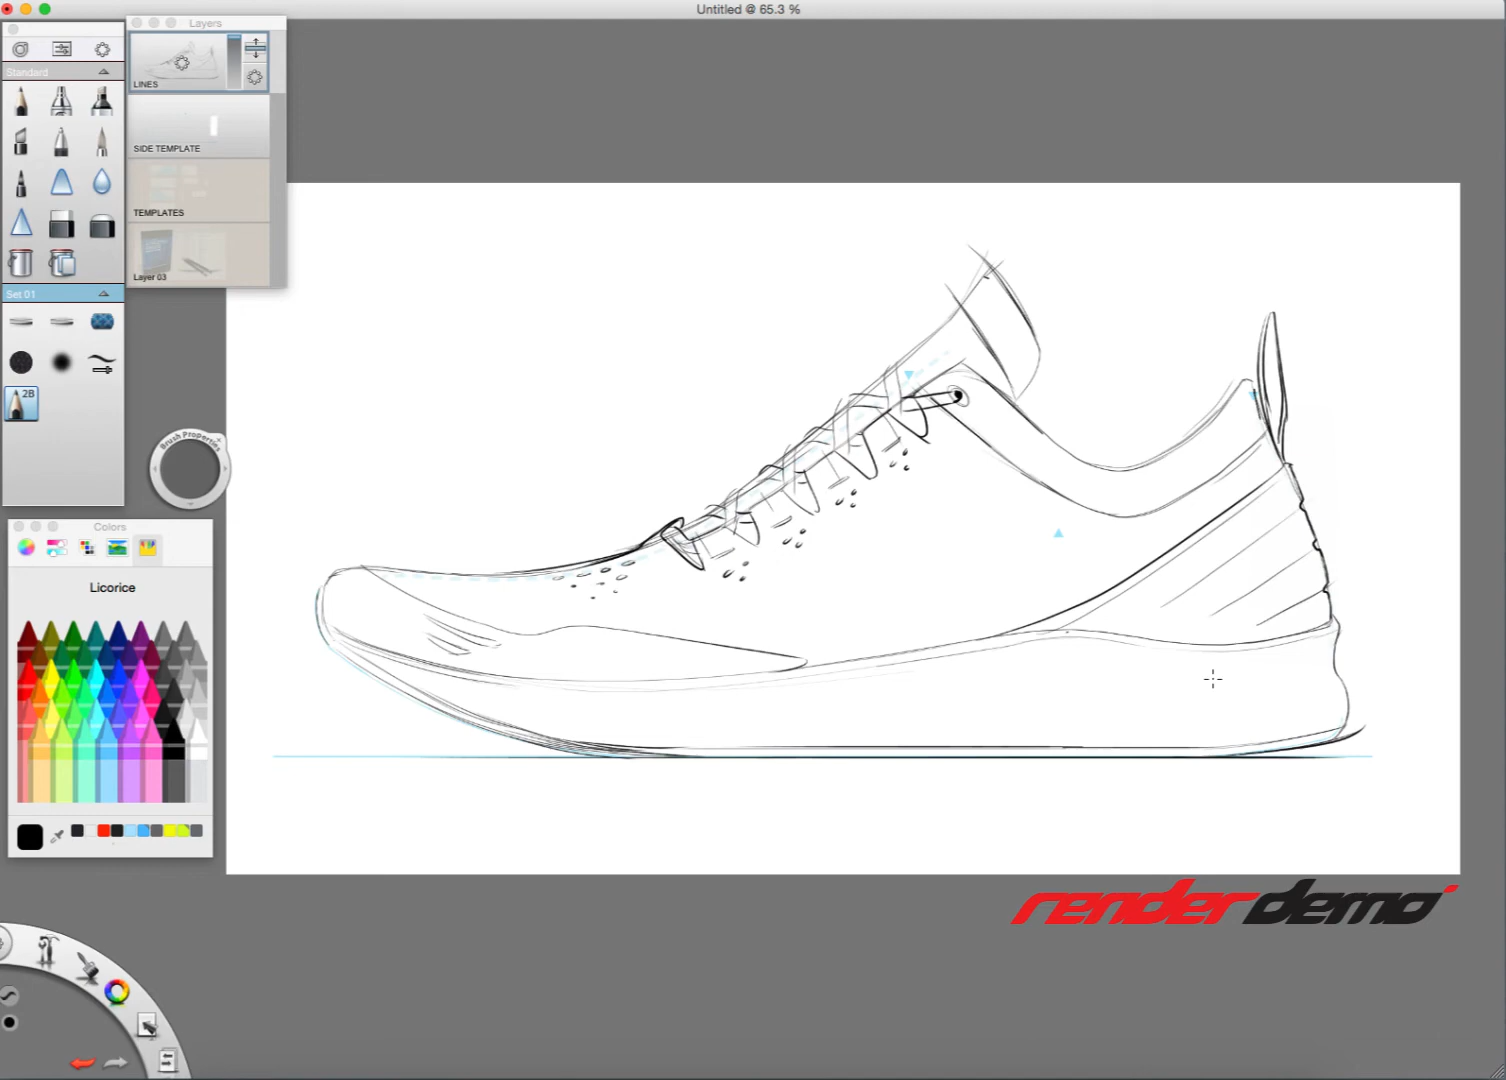 Untitled @ 65.3 %
Layers
LINES
SIDE TEMPLATE
TEMPLATES
Layer 03
Standard
Set 01
2B
Brush Properties
Colors
Licorice
renderdemo